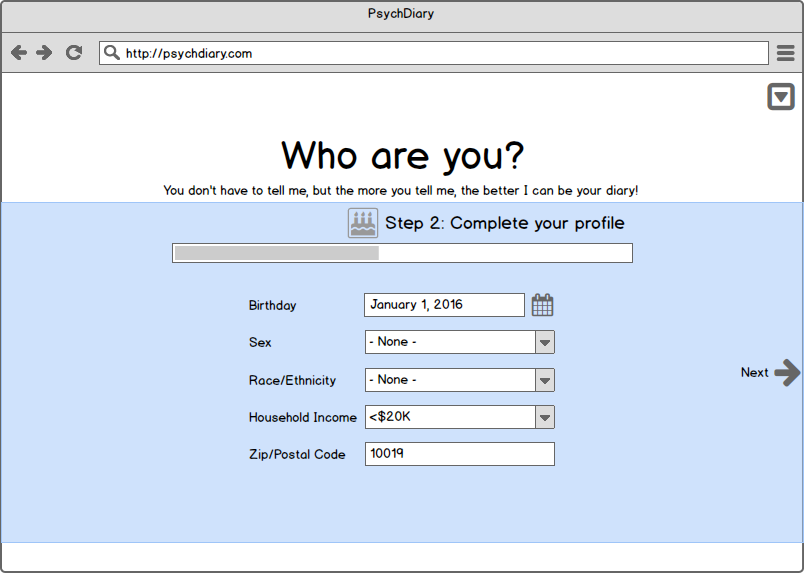 PsychDiary
http://psychdiary.com
Who are you?
You don't have to tell me, but the more you tell me, the better I can be your diary!
Step 2: Complete your profile
Birthday January 1, 2016
Sex - None -
Race/Ethnicity - None -
Household Income <$20K
Zip/Postal Code 10019
Next